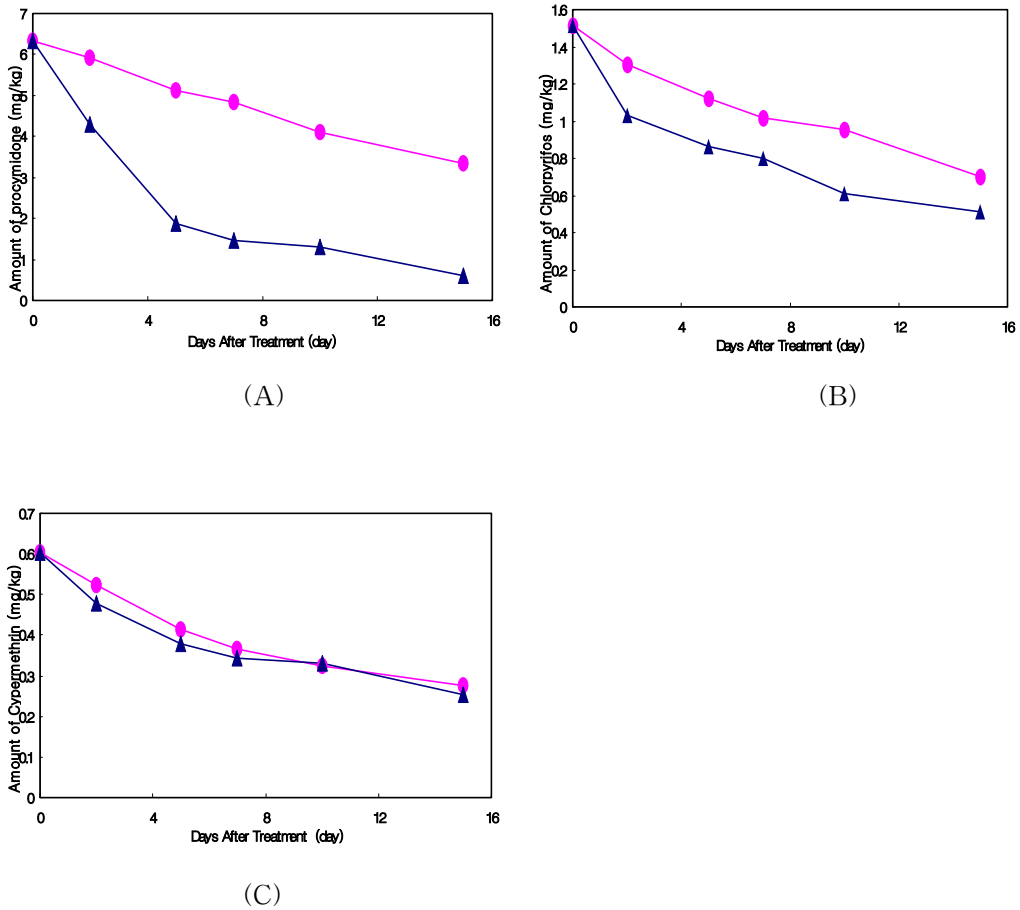 Amount of procymidone (mg/kg)
7
6
5
4
3
2
1
0
0 4 8 12 16
Days After Treatment (day)
(A)
Amount of Chlorpyrifos (mg/kg)
1.6
1.4
1.2
1
0.8
0.6
0.4
0.2
0
0 4 8 12 16
Days After Treatment (day)
(B)
Amount of Cypermethrin (mg/kg)
0.7
0.6
0.5
0.4
0.3
0.2
0.1
0
0 4 8 12 16
Days After Treatment (day)
(C)